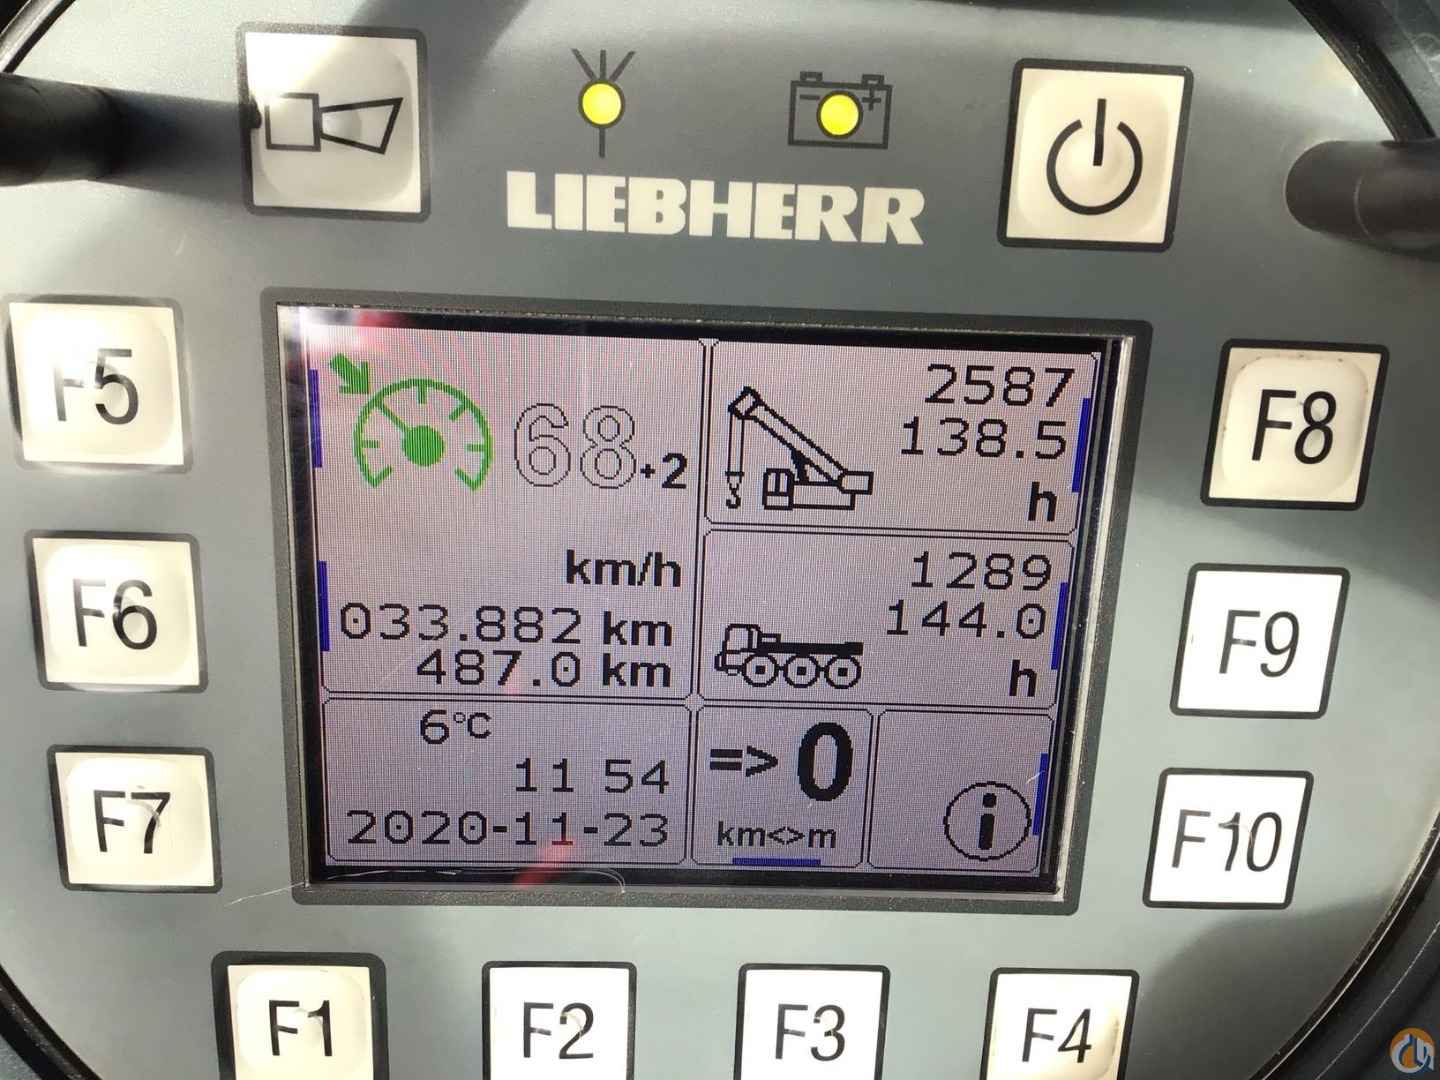 LIEBHERR
F5
F6
F7
68+2
km/h
033.882 km
487.0 km
2587
138.5
h
1289
144.0
h
6°C
11 54
2020-11-23
=> 0
km<>m
i
F8
F9
F10
F1
F2
F3
F4